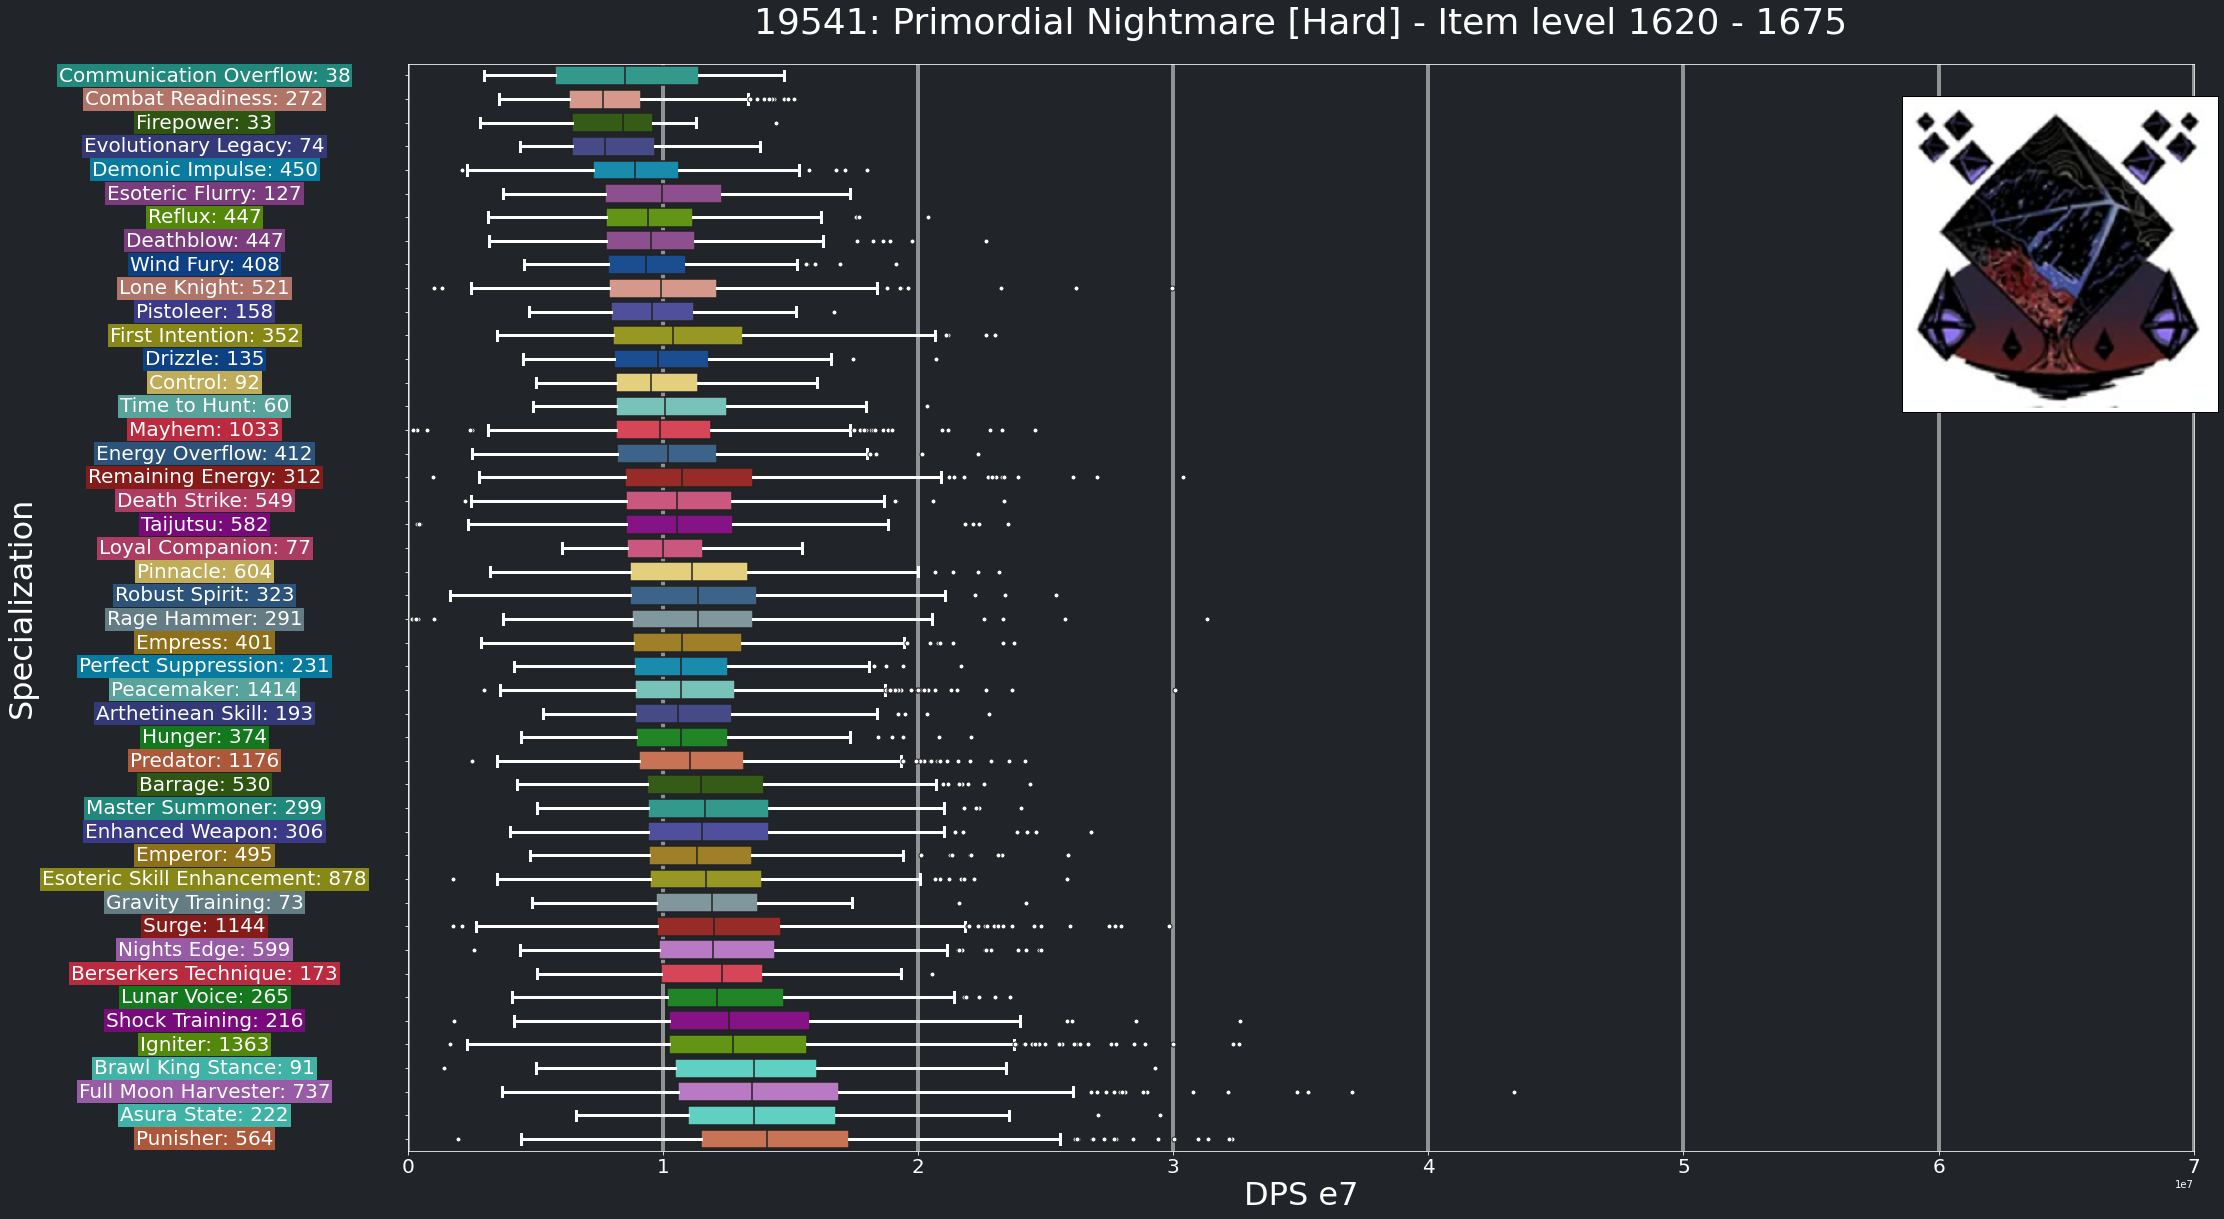 19541: Primordial Nightmare [Hard] - Item level 1620 - 1675
Communication Overflow: 38
Combat Readiness: 272
Firepower: 33
Evolutionary Legacy: 74
Demonic Impulse: 450
Esoteric Flurry: 127
Reflux: 447
Deathblow: 447
Wind Fury: 408
Lone Knight: 521
Pistoleer: 158
First Intention: 352
Drizzle: 135
Control: 92
Time to Hunt: 60
Mayhem: 1033
Energy Overflow: 412
Remaining Energy: 312
Death Strike: 549
Taijutsu: 582
Loyal Companion: 77
Pinnacle: 604
Robust Spirit: 323
Rage Hammer: 291
Empress: 401
Perfect Suppression: 231
Peacemaker: 1414
Arthetinean Skill: 193
Hunger: 374
Predator: 1176
Barrage: 530
Master Summoner: 299
Enhanced Weapon: 306
Emperor: 495
Esoteric Skill Enhancement: 878
Gravity Training: 73
Surge: 1144
Nights Edge: 599
Berserkers Technique: 173
Lunar Voice: 265
Shock Training: 216
Igniter: 1363
Brawl King Stance: 91
Full Moon Harvester: 737
Asura State: 222
Punisher: 564
Specialization
0 1 2 3 4 5 6 7
1e7
DPS e7